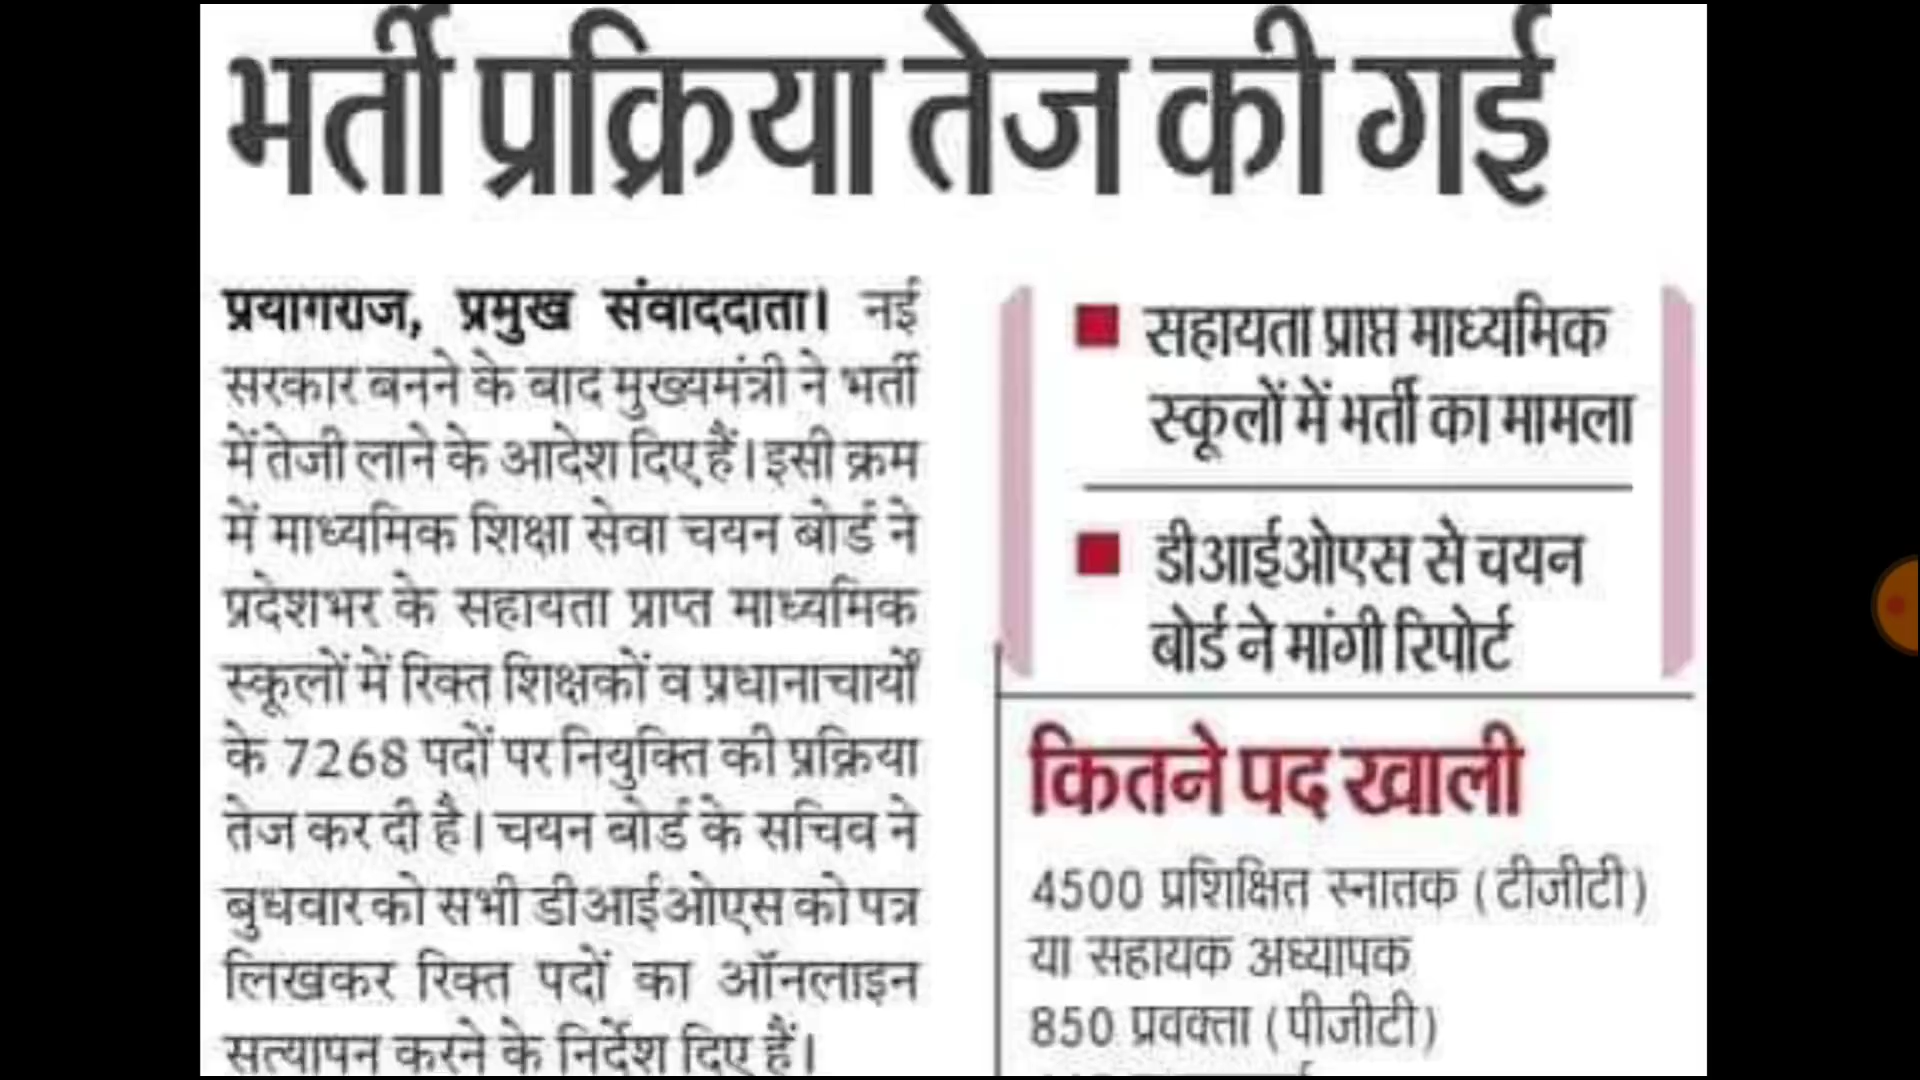 भर्ती प्रक्रिया तेज की गई
प्रयागराज, प्रमुख संवाददाता। नई
सरकार बनने के बाद मुख्यमंत्री ने भर्ती
में तेजी लाने के आदेश दिए हैं। इसी क्रम
में माध्यमिक शिक्षा सेवा चयन बोर्ड ने
प्रदेशभर के सहायता प्राप्त माध्यमिक
स्कूलों में रिक्त शिक्षकों व प्रधानाचार्यों
के 7268 पदों पर नियुक्ति की प्रक्रिया
तेज कर दी है। चयन बोर्ड के सचिव ने
बुधवार को सभी डीआईओएस को पत्र
लिखकर रिक्त पदों का ऑनलाइन
सत्यापन करने के निर्देश दिए हैं।
सहायता प्राप्त माध्यमिक
स्कूलों में भर्ती का मामला
डीआईओएस से चयन
बोर्ड ने मांगी रिपोर्ट
कितने पद खाली
4500 प्रशिक्षित स्नातक (टीजीटी)
या सहायक अध्यापक
850 प्रवक्ता (पीजीटी)